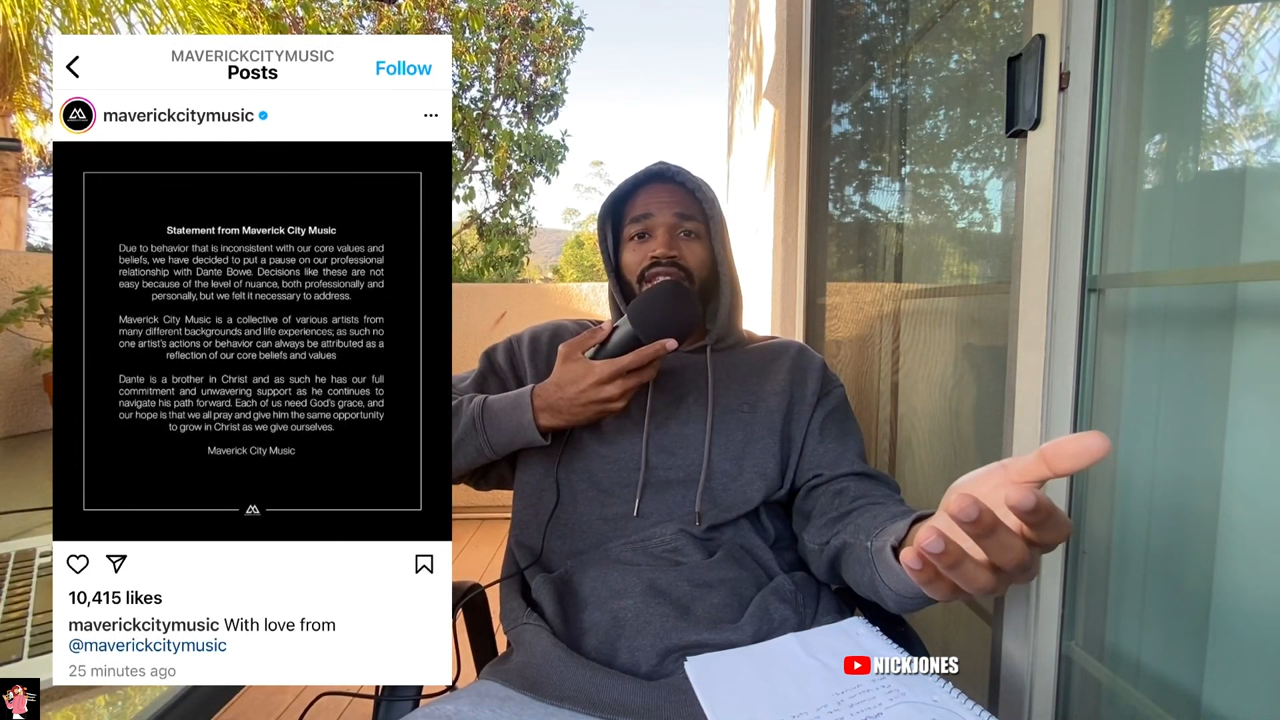 MAVERICKCITYMUSIC
Posts
Follow
maverickcitymusic
Statement from Maverick City Music
Due to behavior that is inconsistent with our core values and
beliefs, we have decided to put a pause on our professional
relationship with Dante Bowe. Decisions like these are not
easy because of the level of nuance, both professionally and
personally, but we felt it necessary to address.
Maverick City Music is a collective of various artists from
many different backgrounds and life experiences; as such no
one artist's actions or behavior can always be attributed as a
reflection of our core beliefs and values
Dante is a brother in Christ and as such he has our full
commitment and unwavering support as he continues to
navigate his path forward. Each of us need God's grace, and
our hope is that we all pray and give him the same opportunity
to grow in Christ as we give ourselves.
Maverick City Music
10,415 likes
maverickcitymusic With love from
@maverickcitymusic
25 minutes ago
NICKJONES